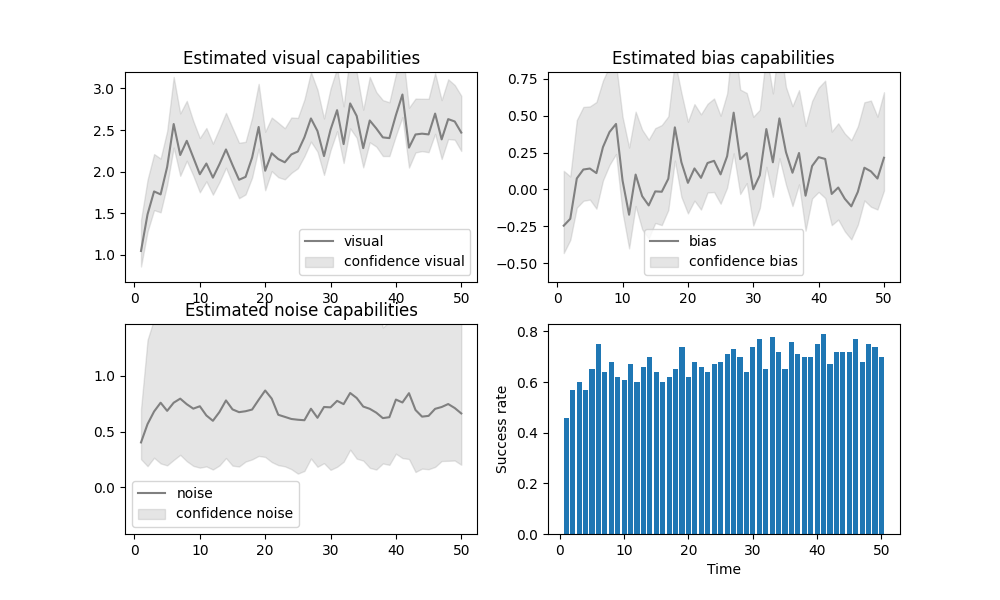 Estimated visual capabilities
3.0
2.5
2.0
1.5
1.0
visual
confidence visual
0 10 20 30 40 50
Estimated bias capabilities
0.75
0.50
0.25
0.00
−0.25
−0.50
bias
confidence bias
0 10 20 30 40 50
Estimated noise capabilities
1.0
0.5
0.0
noise
confidence noise
0 10 20 30 40 50
Success rate
0.8
0.6
0.4
0.2
0.0
0 10 20 30 40 50
Time